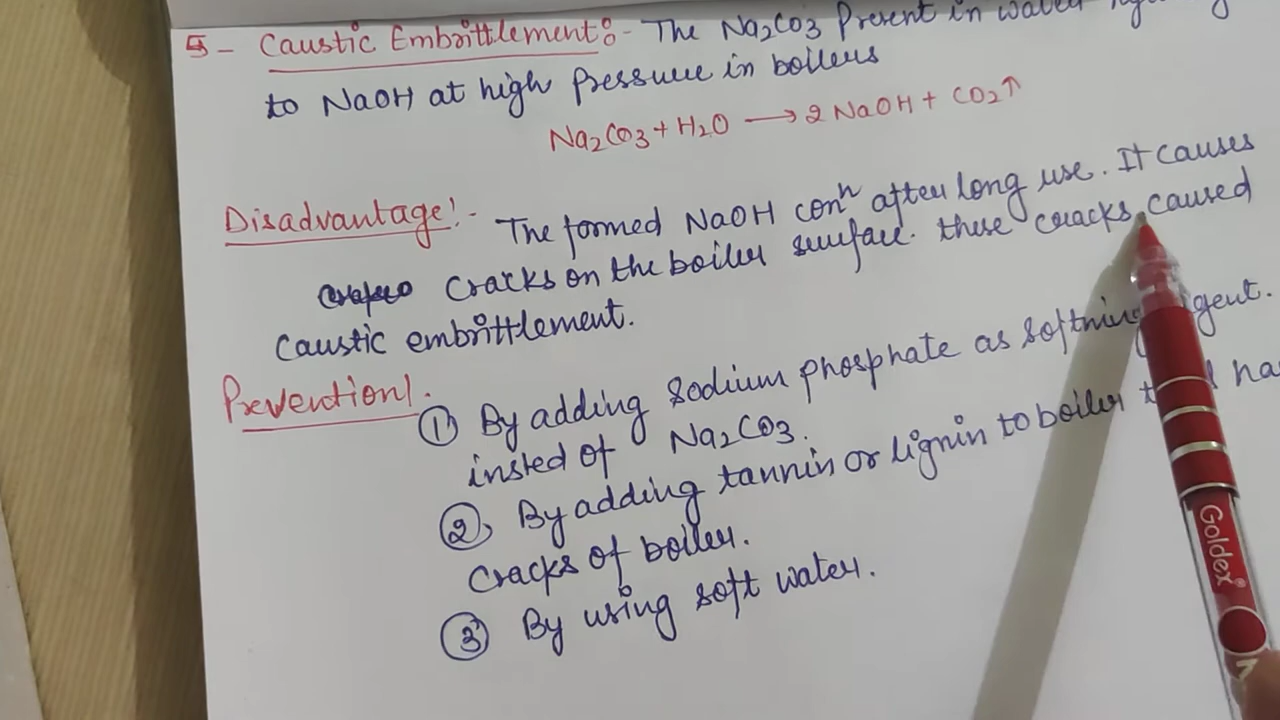 5- Caustic Embrittlement:- The Na2Co3 Present in water
to NaOH at high Pressure in boilers
Na2Co3 + H2O → 2 NaOH + CO2↑
Disadvantage!- The formed NaOH conⁿ after long use. It causes
cracks on the boiler surface. these cracks caused
Caustic embrittlement.
Prevention!-
① By adding Sodium phosphate as softning agent.
insted of Na2CO3.
②, By adding tannin or lignin to boiler
cracks of boiler.
③ By using soft water.
Goldex